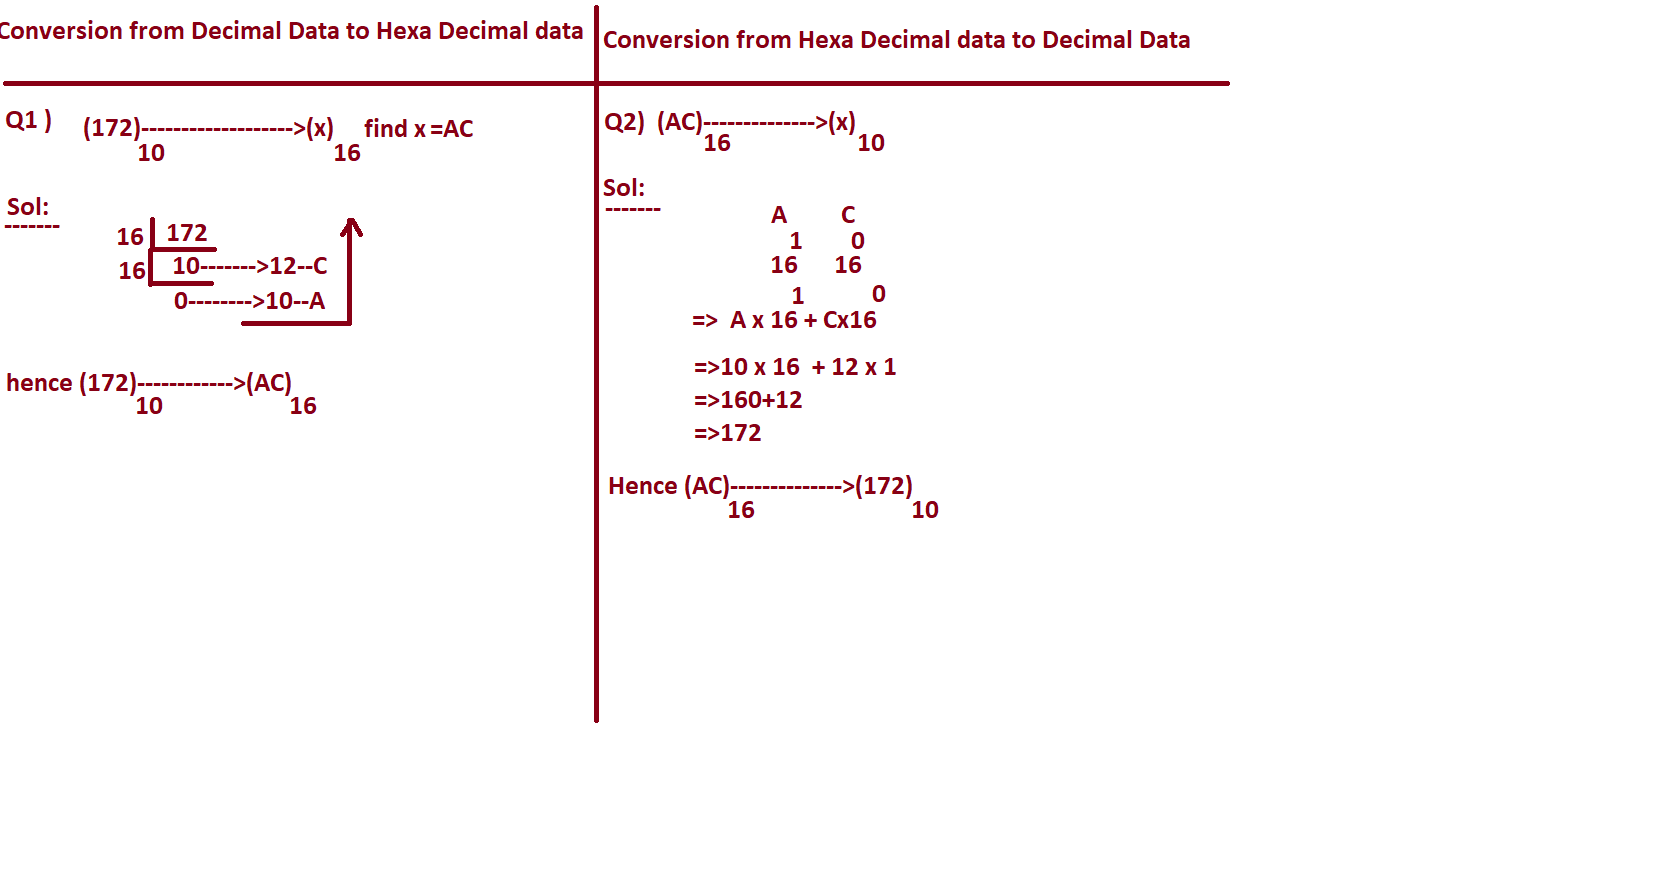 Conversion from Decimal Data to Hexa Decimal data
Q1 ) (172)------------------->(x) find x =AC
10 16
Sol:
-------
16 172
16 10------->12--C
0-------->10--A
hence (172)------------>(AC)
10 16
Conversion from Hexa Decimal data to Decimal Data
Q2) (AC)-------------->(x)
16 10
Sol:
-------
A C
1 0
16 16
1 0
=> A x 16 + Cx16
=>10 x 16 + 12 x 1
=>160+12
=>172
Hence (AC)-------------->(172)
16 10